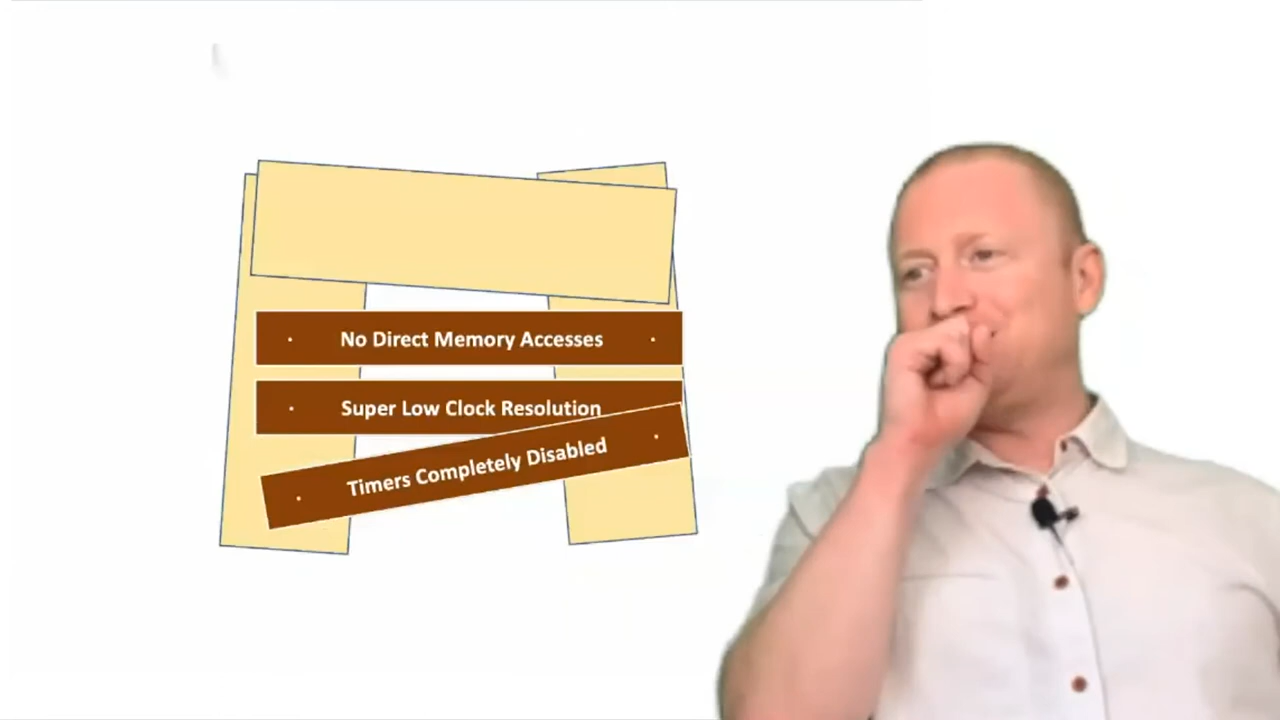 No Direct Memory Accesses
Super Low Clock Resolution
Timers Completely Disabled